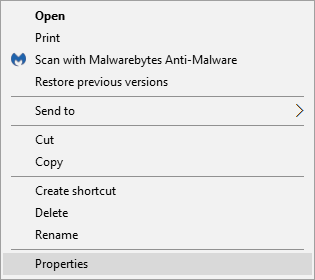 Open
Print
Scan with Malwarebytes Anti-Malware
Restore previous versions
Send to
Cut
Copy
Create shortcut
Delete
Rename
Properties